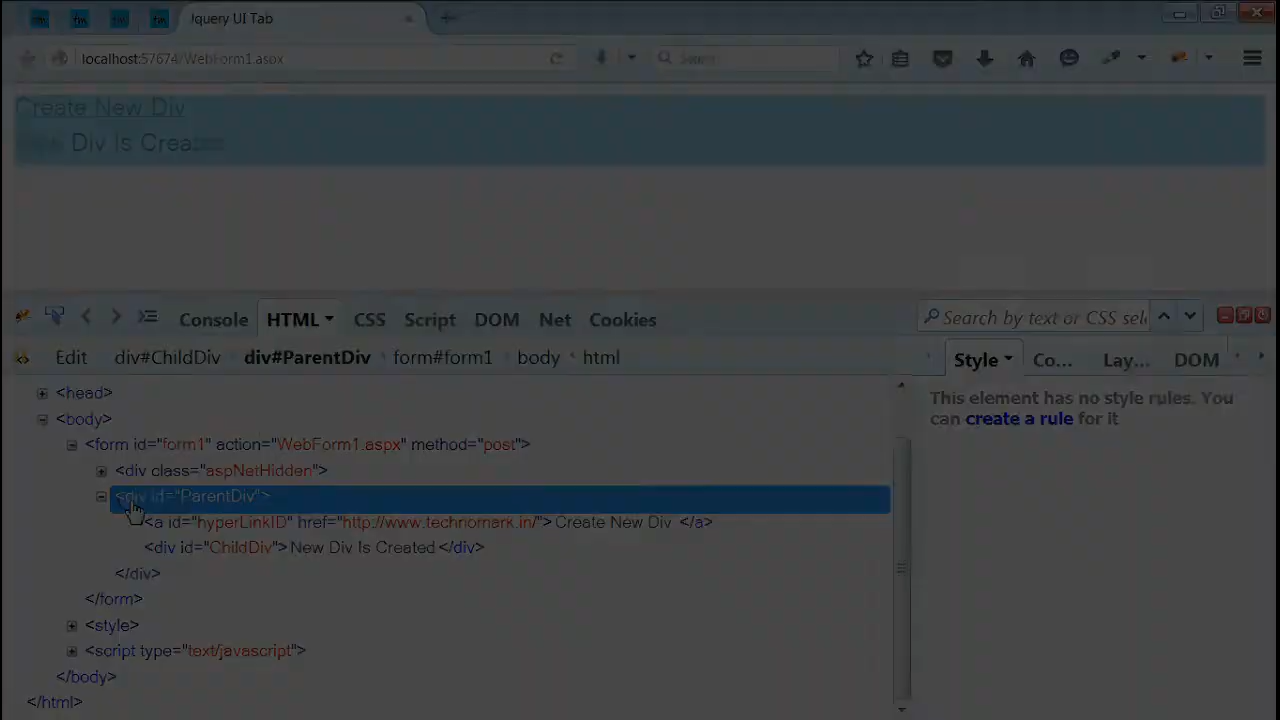 Jquery UI Tab
localhost:57674/WebForm1.aspx
Search
Create New Div
New Div Is Created
Console HTML CSS Script DOM Net Cookies
Search by text or CSS sele
Edit div#ChildDiv div#ParentDiv form#form1 body html
Style Co... Lay... DOM
<head>
<body>
<form id="form1" action="WebForm1.aspx" method="post">
<div class="aspNetHidden">
<div id="ParentDiv">
<a id="hyperLinkID" href="http://www.technomark.in/"> Create New Div </a>
<div id="ChildDiv"> New Div Is Created </div>
</div>
</form>
<style>
<script type="text/javascript">
</body>
</html>
This element has no style rules. You
can create a rule for it